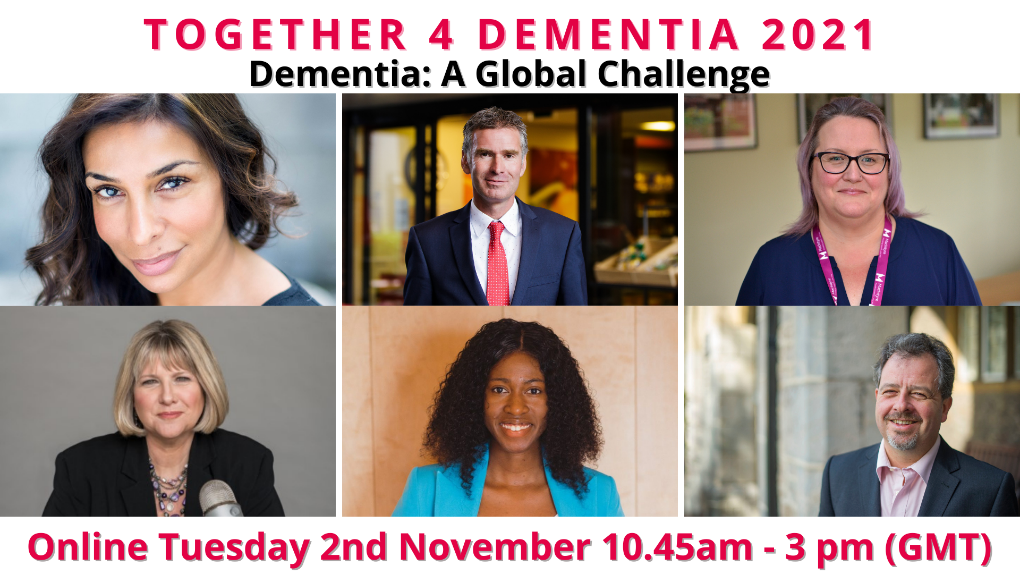 TOGETHER 4 DEMENTIA 2021
Dementia: A Global Challenge
Online Tuesday 2nd November 10.45am - 3 pm (GMT)